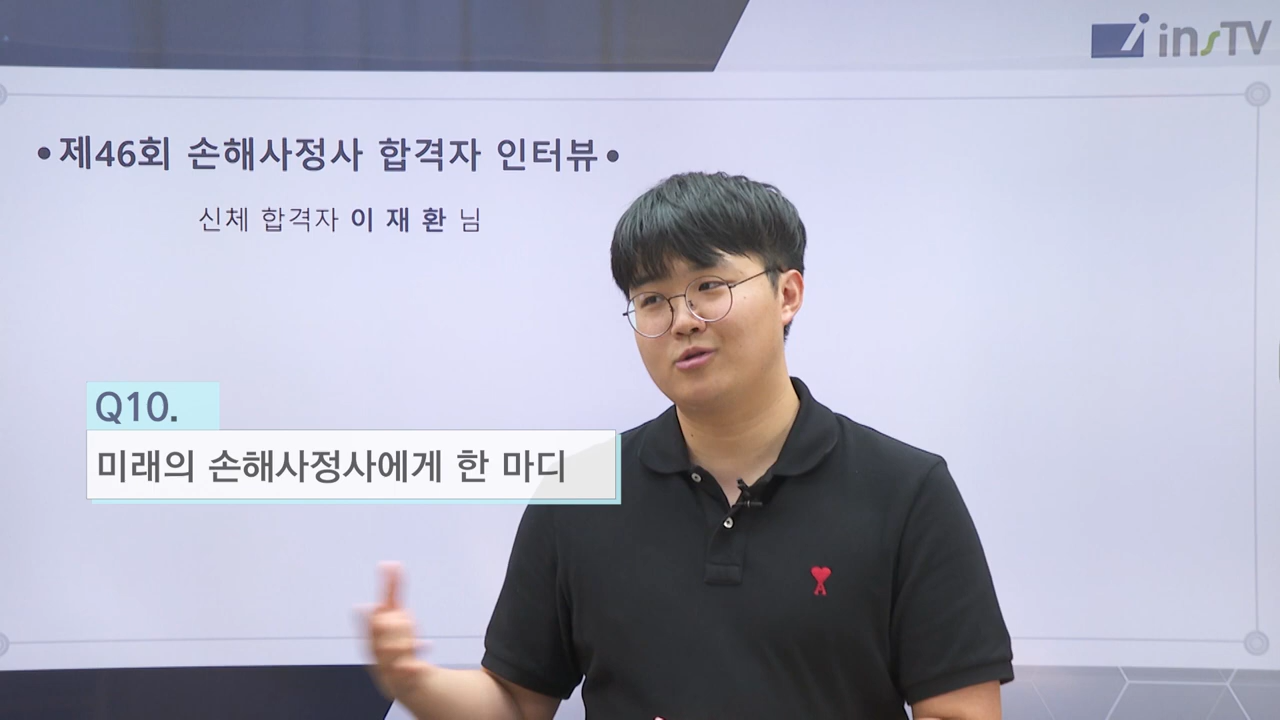 insTV
•제46회 손해사정사 합격자 인터뷰•
신체 합격자 이 재 환 님
Q10.
미래의 손해사정사에게 한 마디
A